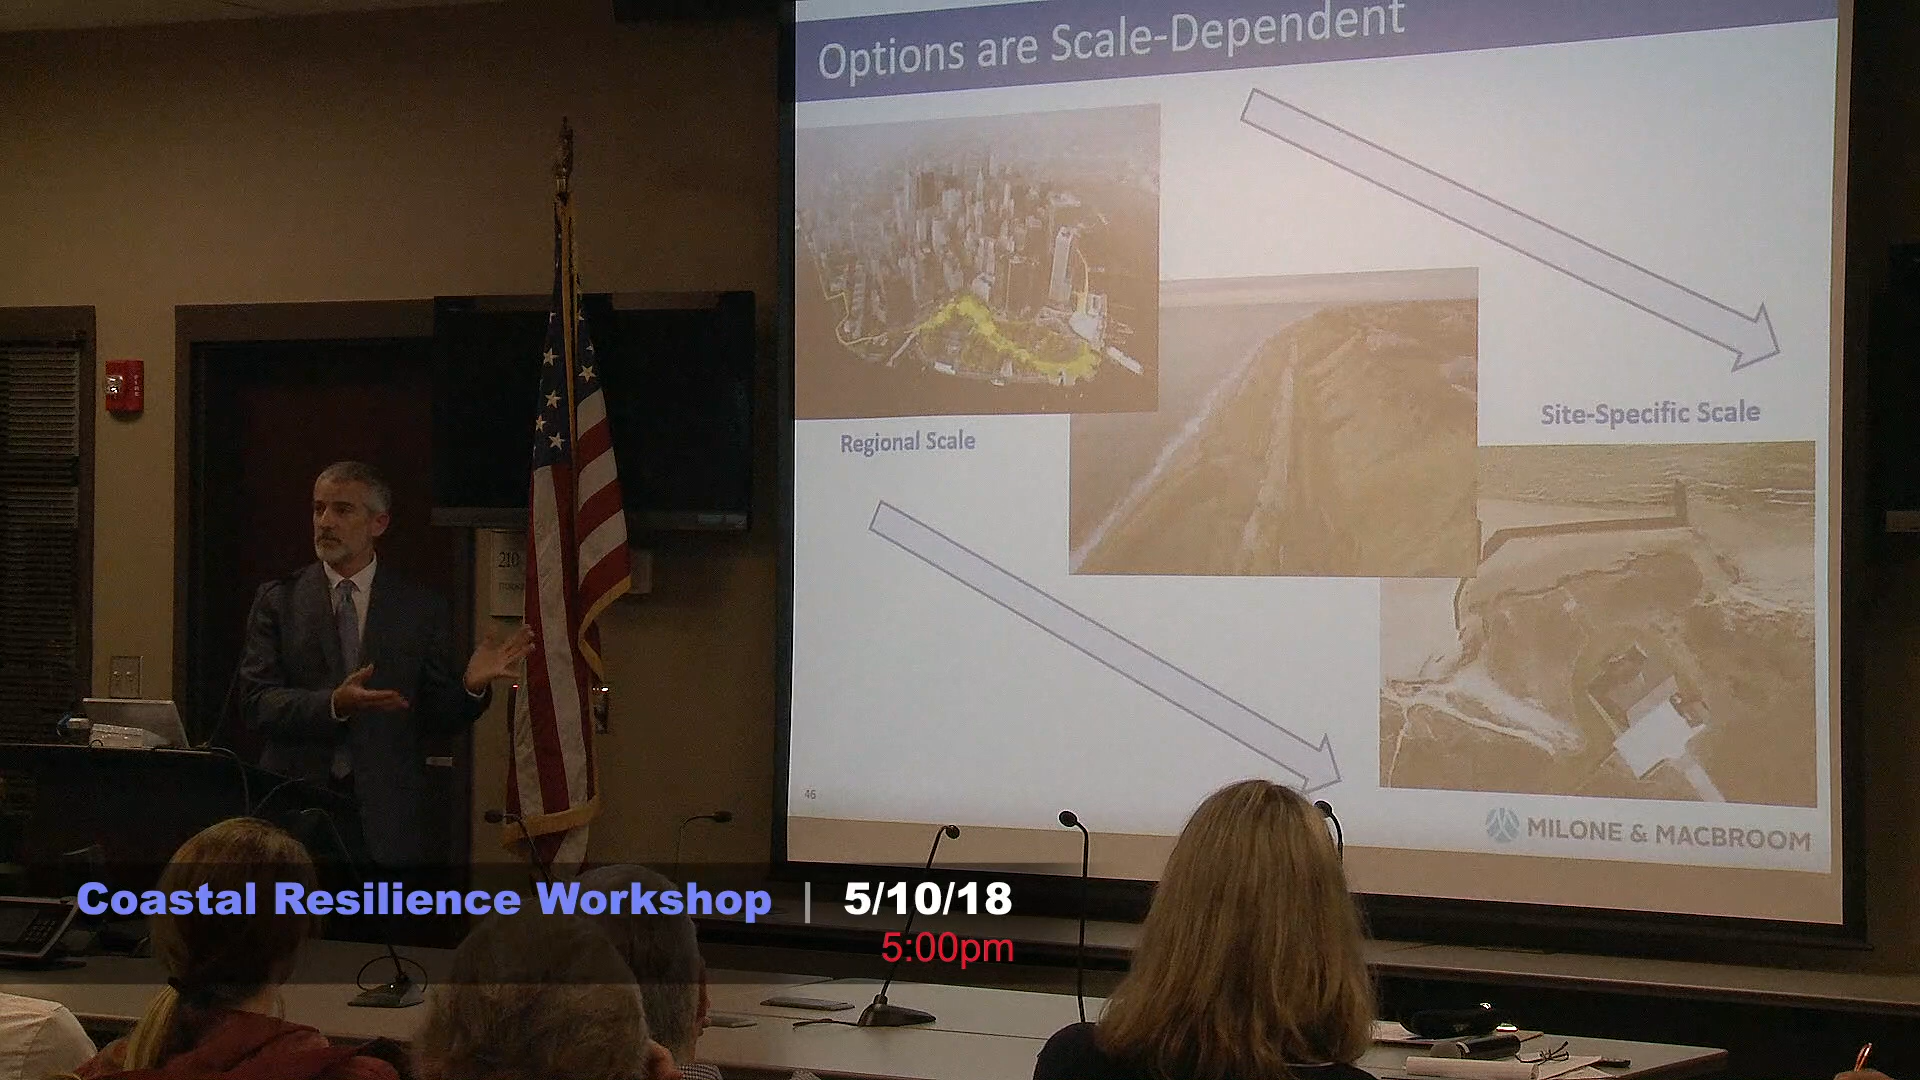 Options are Scale-Dependent
Regional Scale
Site-Specific Scale
46
MILONE & MACBROOM
FIRE
210
Coastal Resilience Workshop | 5/10/18
5:00pm